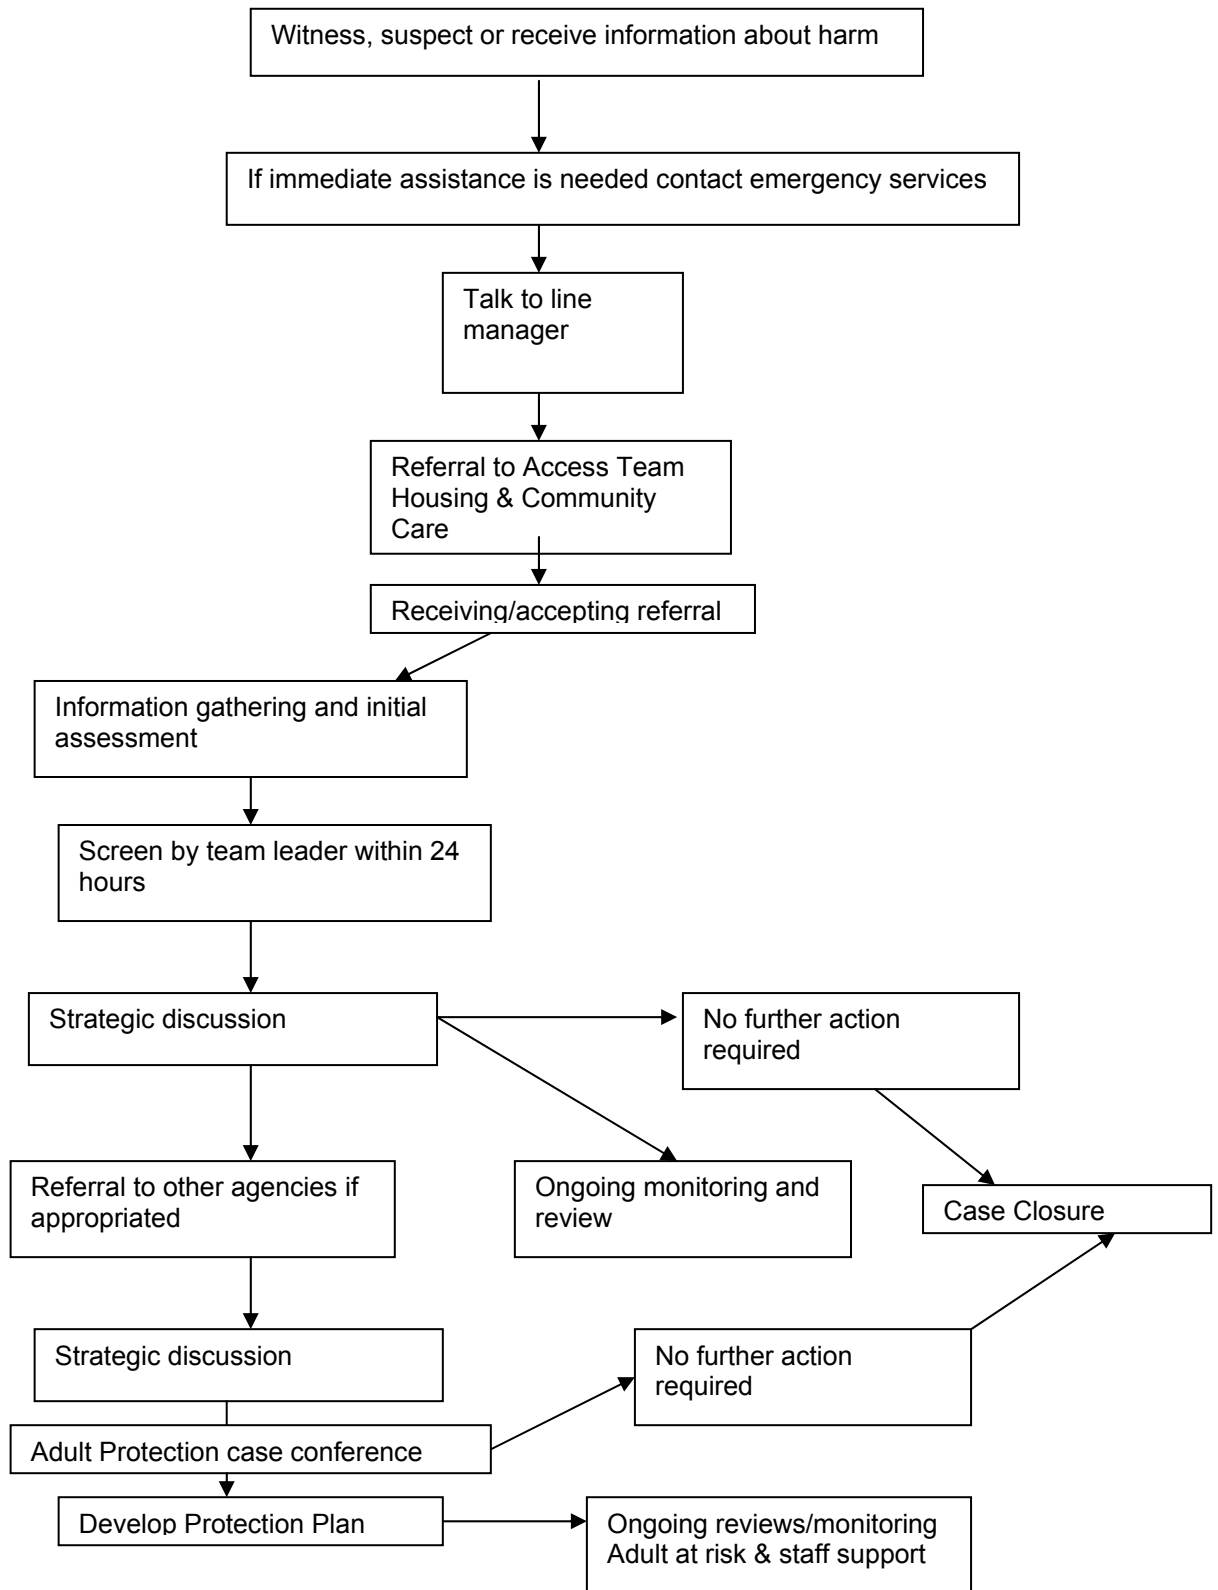 Witness, suspect or receive information about harm
If immediate assistance is needed contact emergency services
Talk to line
manager
Referral to Access Team
Housing & Community
Care
Receiving/accepting referral
Information gathering and initial
assessment
Screen by team leader within 24
hours
Strategic discussion
No further action
required
Referral to other agencies if
appropriated
Ongoing monitoring and
review
Case Closure
Strategic discussion
No further action
required
Adult Protection case conference
Develop Protection Plan
Ongoing reviews/monitoring
Adult at risk & staff support